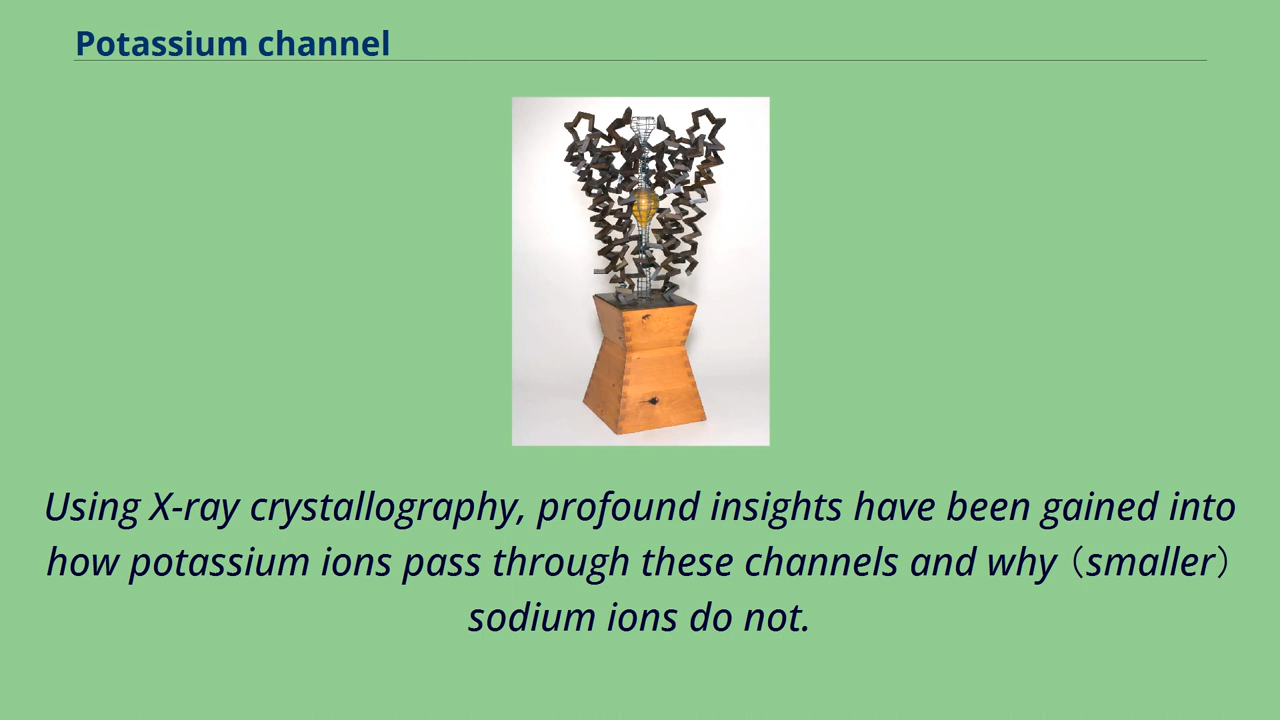 Potassium channel
Using X-ray crystallography, profound insights have been gained into
how potassium ions pass through these channels and why（smaller）
sodium ions do not.